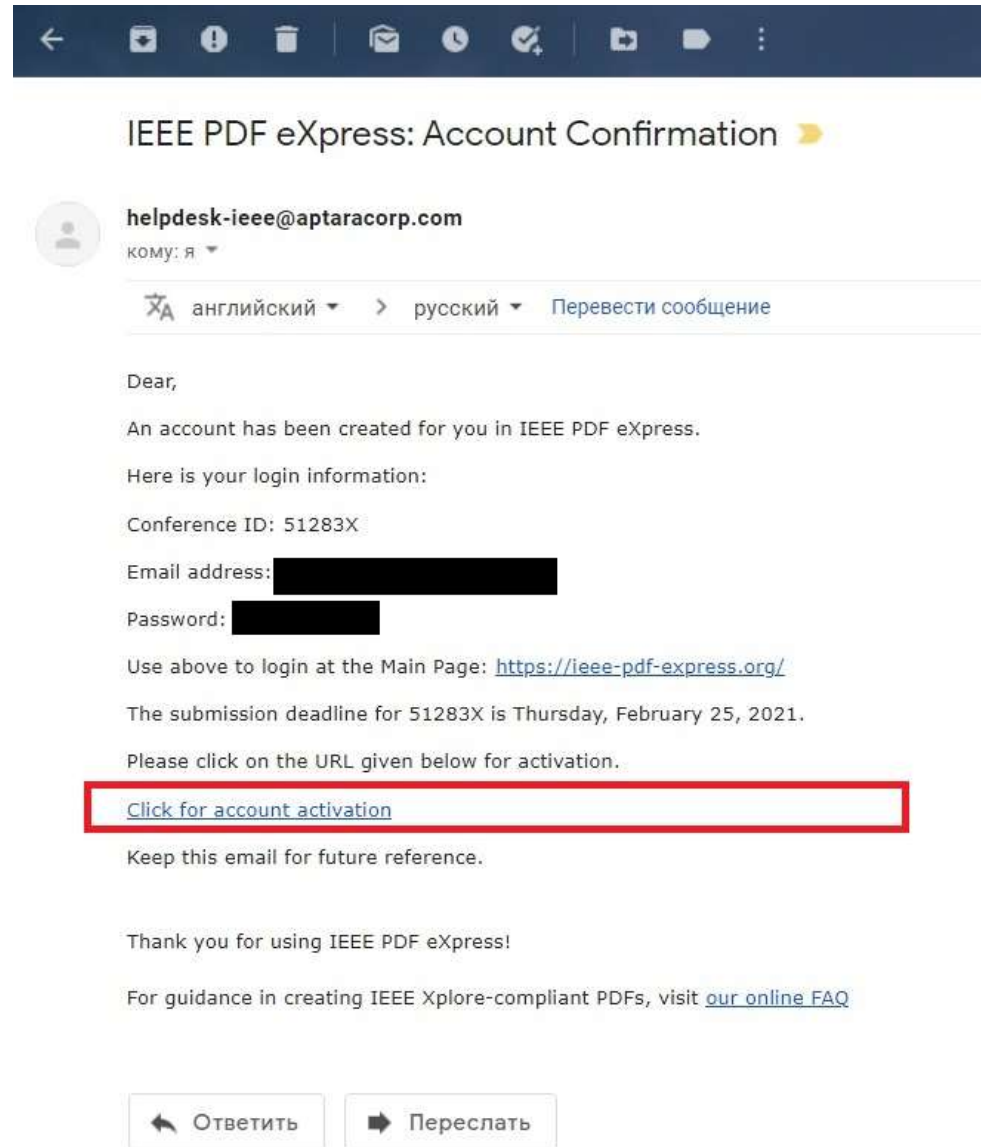 IEEE PDF eXpress: Account Confirmation
helpdesk-ieee@aptaracorp.com
кому: я
английский > русский Перевести сообщение
Dear,
An account has been created for you in IEEE PDF eXpress.
Here is your login information:
Conference ID: 51283X
Email address:
Password:
Use above to login at the Main Page: https://ieee-pdf-express.org/
The submission deadline for 51283X is Thursday, February 25, 2021.
Please click on the URL given below for activation.
Click for account activation
Keep this email for future reference.
Thank you for using IEEE PDF eXpress!
For guidance in creating IEEE Xplore-compliant PDFs, visit our online FAQ
Ответить Переслать